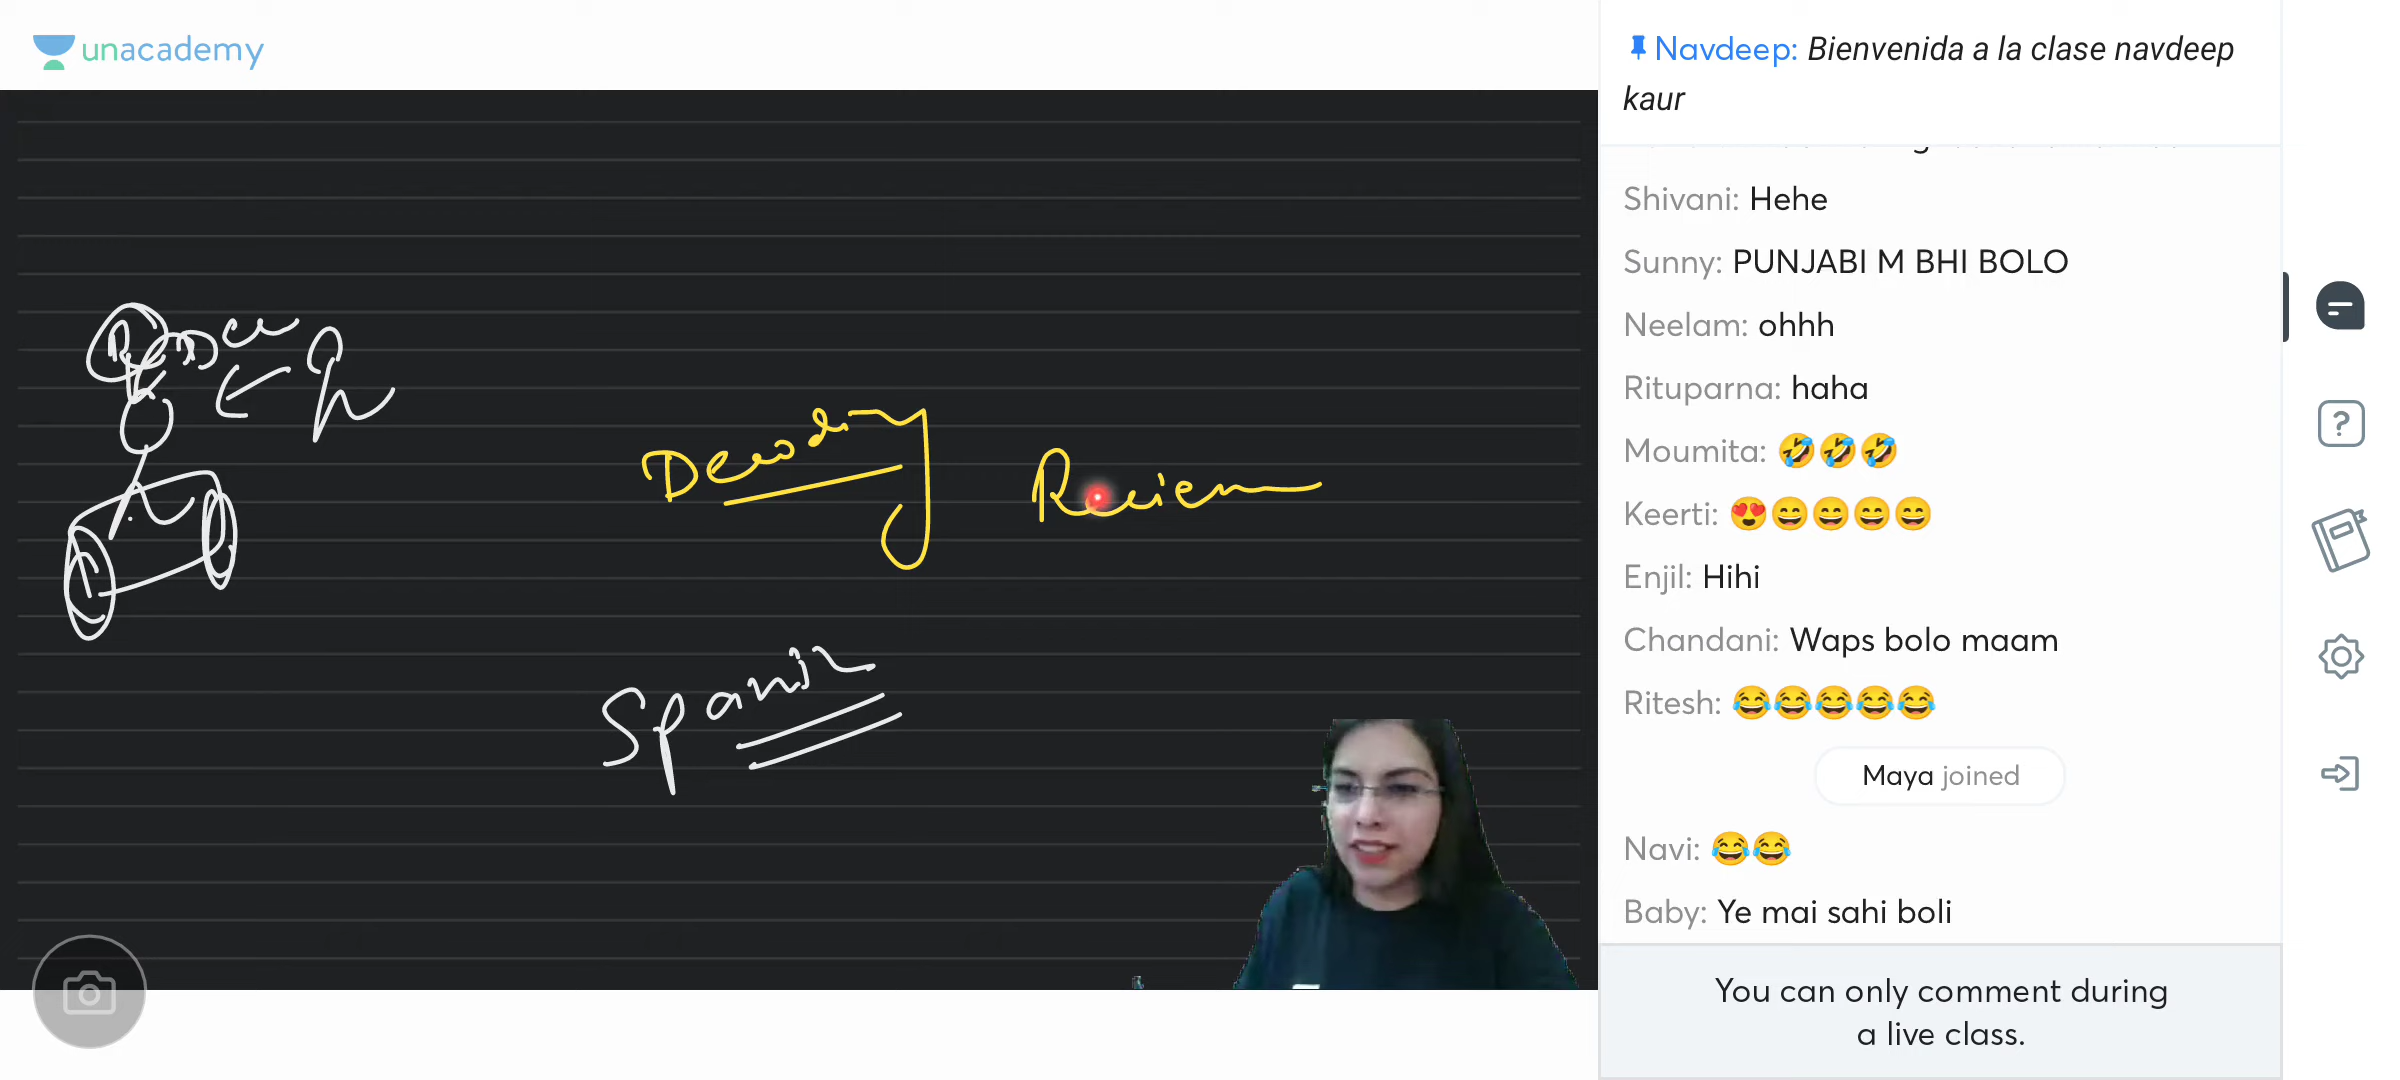 unacademy
Navdeep: Bienvenida a la clase navdeep
kaur
Shivani: Hehe
Sunny: PUNJABI M BHI BOLO
Neelam: ohhh
Rituparna: haha
Moumita: 🤣🤣🤣
Keerti: 😍😄😄😄😄
Enjil: Hihi
Chandani: Waps bolo maam
Ritesh: 😂😂😂😂😂
Maya joined
Navi: 😂😂
Baby: Ye mai sahi boli
You can only comment during
a live class.
Decoding
Spanish